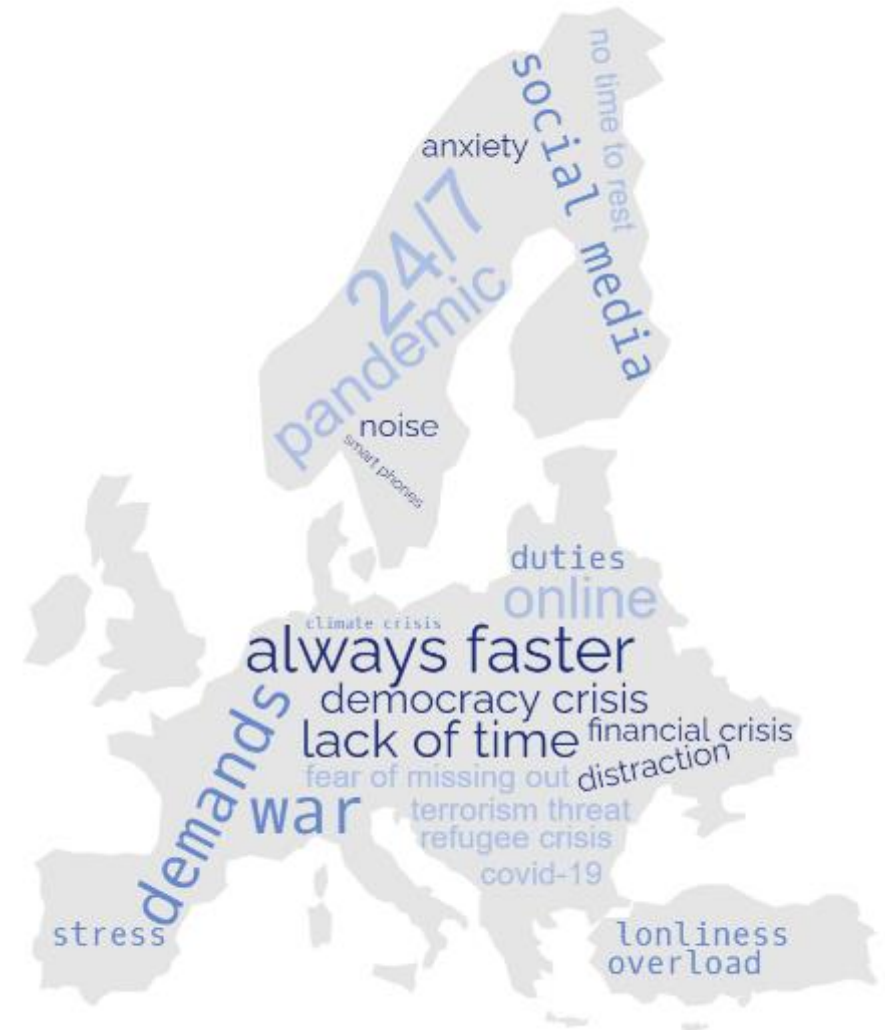 no time to rest
social media
anxiety
24/7
pandemic
noise
smart phones
duties
online
climate crisis
always faster
democracy crisis
demands
lack of time
financial crisis
distraction
fear of missing out
war
terrorism threat
refugee crisis
covid-19
stress
lonliness
overload